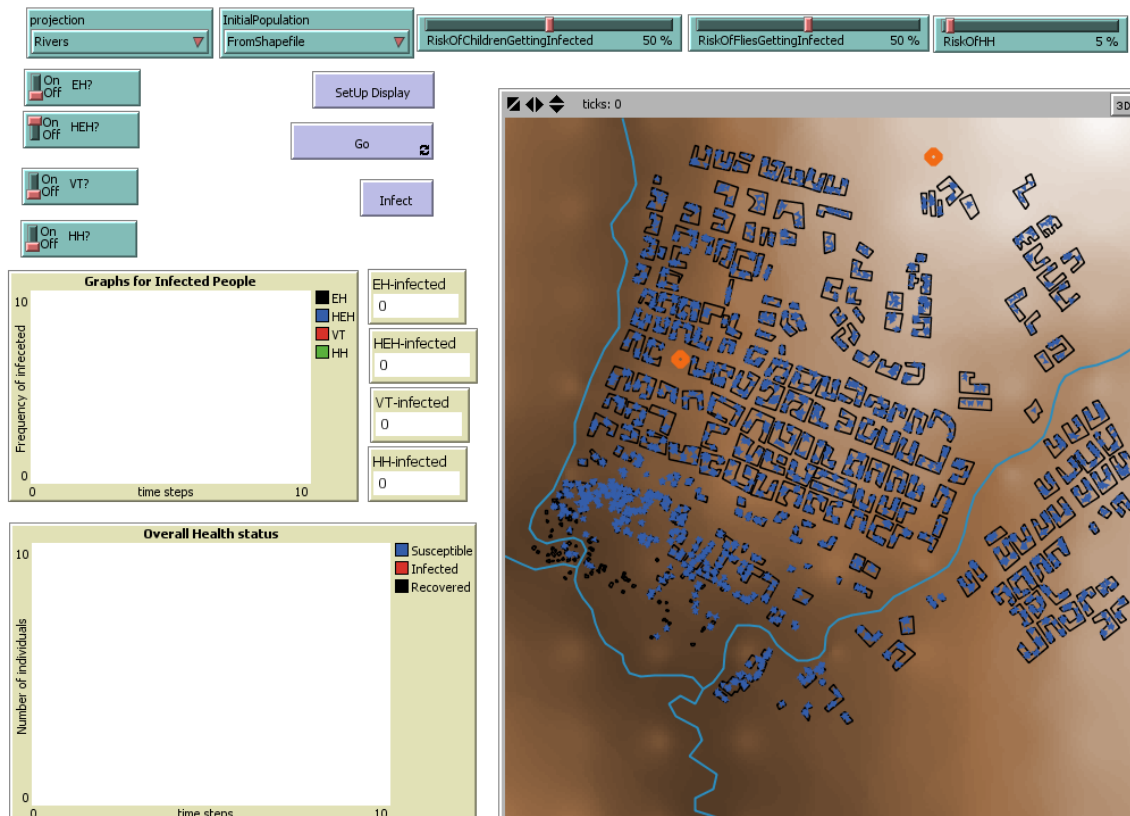 projection
Rivers
InitialPopulation
FromShapefile
RiskOfChildrenGettingInfected 50 %
RiskOfFliesGettingInfected 50 %
RiskOfHH 5 %
On
Off
EH?
On
Off
HEH?
On
Off
VT?
On
Off
HH?
SetUp Display
Go
Infect
Graphs for Infected People
Frequency of infeceted
10
0
0
time steps
10
EH
HEH
VT
HH
EH-infected
0
HEH-infected
0
VT-infected
0
HH-infected
0
Overall Health status
Number of individuals
10
0
0
time steps
10
Susceptible
Infected
Recovered
ticks: 0
3D